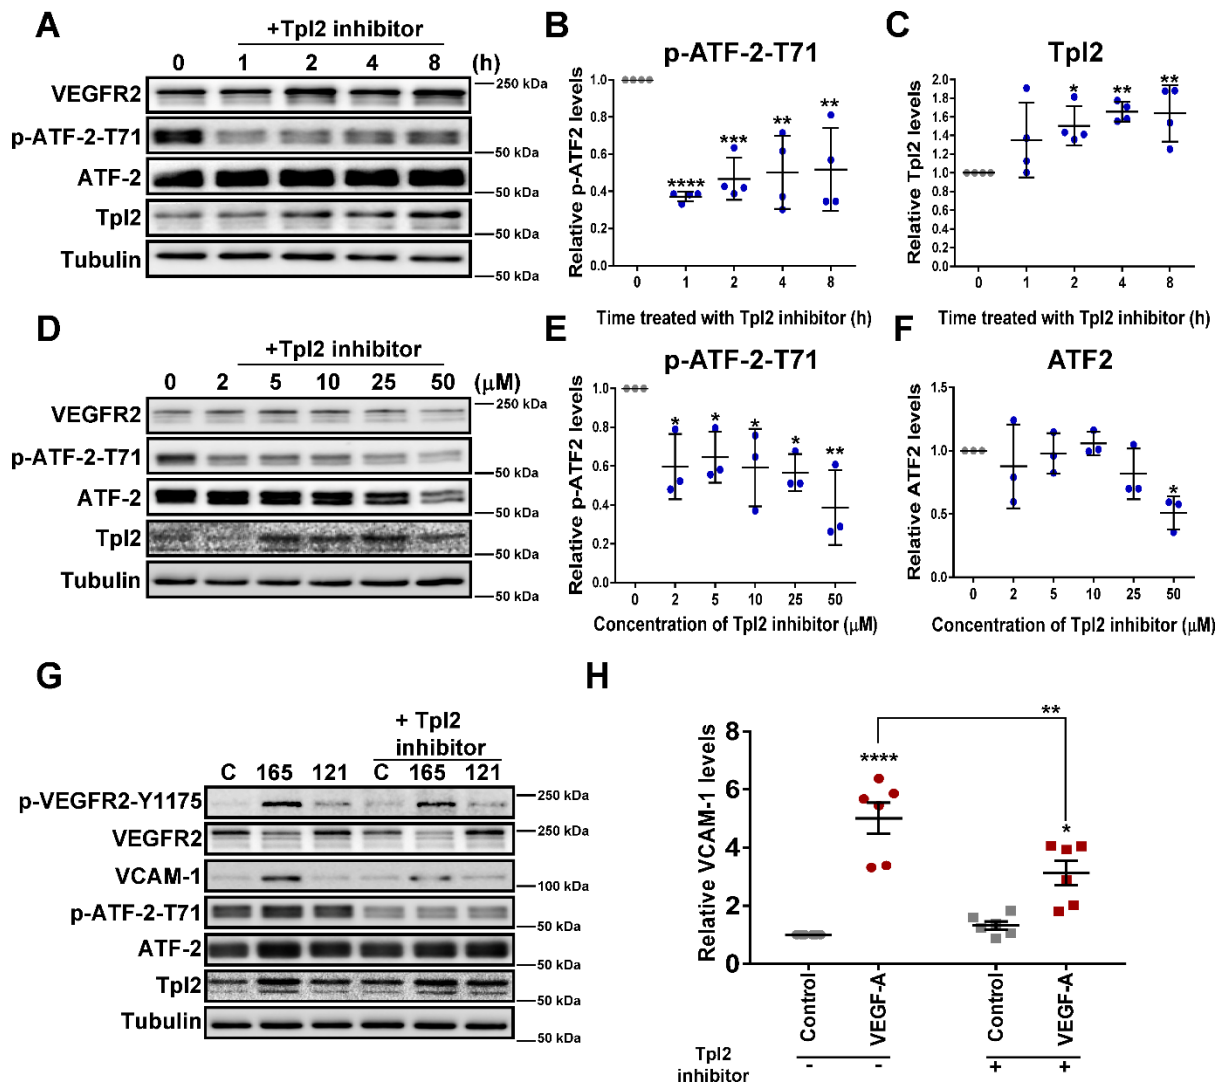 A
+Tpl2 inhibitor
0 1 2 4 8 (h)
VEGFR2
250 kDa
p-ATF-2-T71
50 kDa
ATF-2
50 kDa
Tpl2
50 kDa
Tubulin
50 kDa
B
p-ATF-2-T71
Relative p-ATF2 levels
1.0
0.8
0.6
0.4
0.2
0.0
**** *** ** **
0 1 2 4 8
Time treated with Tpl2 inhibitor (h)
C
Tpl2
Relative Tpl2 levels
2.0
1.8
1.6
1.4
1.2
1.0
0.8
0.6
0.4
0.2
0.0
* ** **
0 1 2 4 8
Time treated with Tpl2 inhibitor (h)
D
+Tpl2 inhibitor
0 2 5 10 25 50 (μM)
VEGFR2
250 kDa
p-ATF-2-T71
50 kDa
ATF-2
50 kDa
Tpl2
50 kDa
Tubulin
50 kDa
E
p-ATF-2-T71
Relative p-ATF2 levels
1.0
0.8
0.6
0.4
0.2
0.0
* * * * **
0 2 5 10 25 50
Concentration of Tpl2 inhibitor (μM)
F
ATF2
Relative ATF2 levels
1.5
1.0
0.5
0.0
*
0 2 5 10 25 50
Concentration of Tpl2 inhibitor (μM)
G
+ Tpl2
inhibitor
C 165 121 C 165 121
p-VEGFR2-Y1175
250 kDa
VEGFR2
250 kDa
VCAM-1
100 kDa
p-ATF-2-T71
50 kDa
ATF-2
50 kDa
Tpl2
50 kDa
Tubulin
50 kDa
H
Relative VCAM-1 levels
8
6
4
2
0
****
**
*
Control
VEGF-A
Control
VEGF-A
Tpl2
inhibitor
- - + +